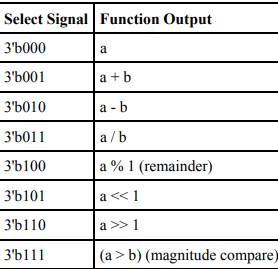 Select Signal Function Output
3'b000 a
3'b001 a + b
3'b010 a - b
3'b011 a / b
3'b100 a % 1 (remainder)
3'b101 a << 1
3'b110 a >> 1
3'b111 (a > b) (magnitude compare)